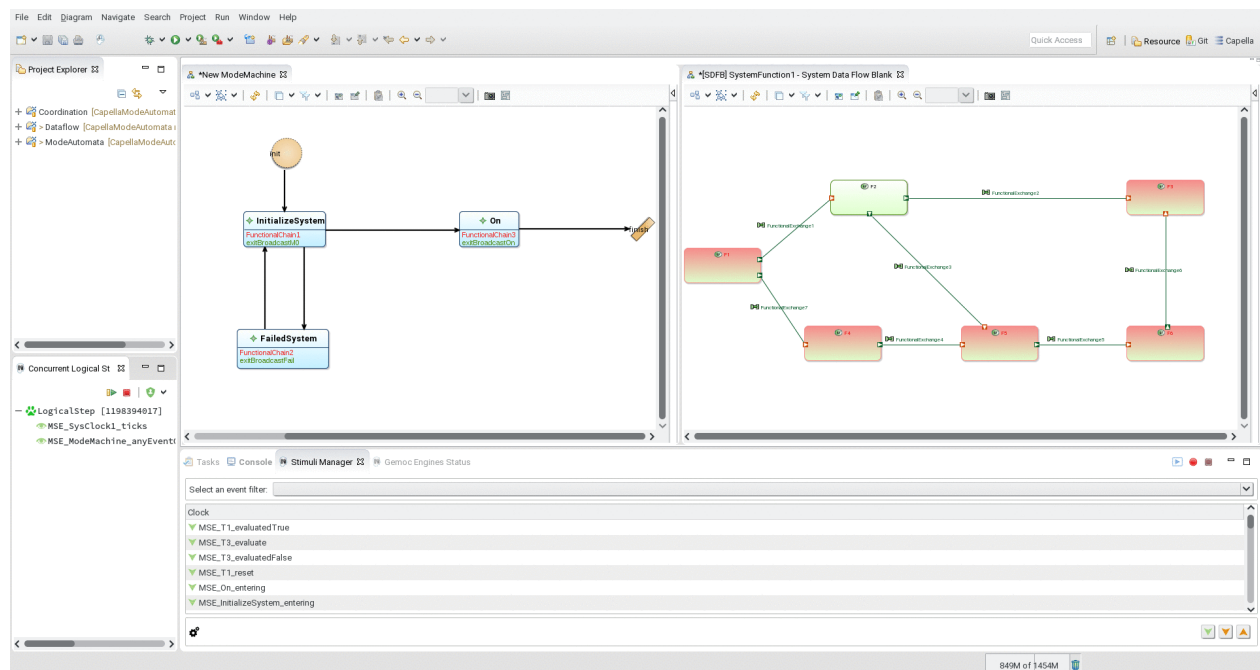 File Edit Diagram Navigate Search Project Run Window Help
Quick Access
Resource Git Capella
Project Explorer
Coordination [CapellaModeAutomat
> Dataflow [CapellaModeAutomata
> ModeAutomata [CapellaModeAuto
*New ModeMachine
init
InitializeSystem
FunctionalChain1
exitBroadcastM0
On
FunctionalChain3
exitBroadcastOn
finish
FailedSystem
FunctionalChain2
exitBroadcastFail
*[SDFB] SystemFunction1 - System Data Flow Blank
F2
FunctionalExchange2
FunctionalExchange1
F1
FunctionalExchange3
FunctionalExchange6
FunctionalExchange7
F4
FunctionalExchange4
F5
FunctionalExchange5
Concurrent Logical St
LogicalStep [1198394017]
MSE_SysClock1_ticks
MSE_ModeMachine_anyEvent
Tasks Console Stimuli Manager Gemoc Engines Status
Select an event filter:
Clock
MSE_T1_evaluatedTrue
MSE_T3_evaluate
MSE_T3_evaluatedFalse
MSE_T1_reset
MSE_On_entering
MSE_InitializeSystem_entering
849M of 1454M